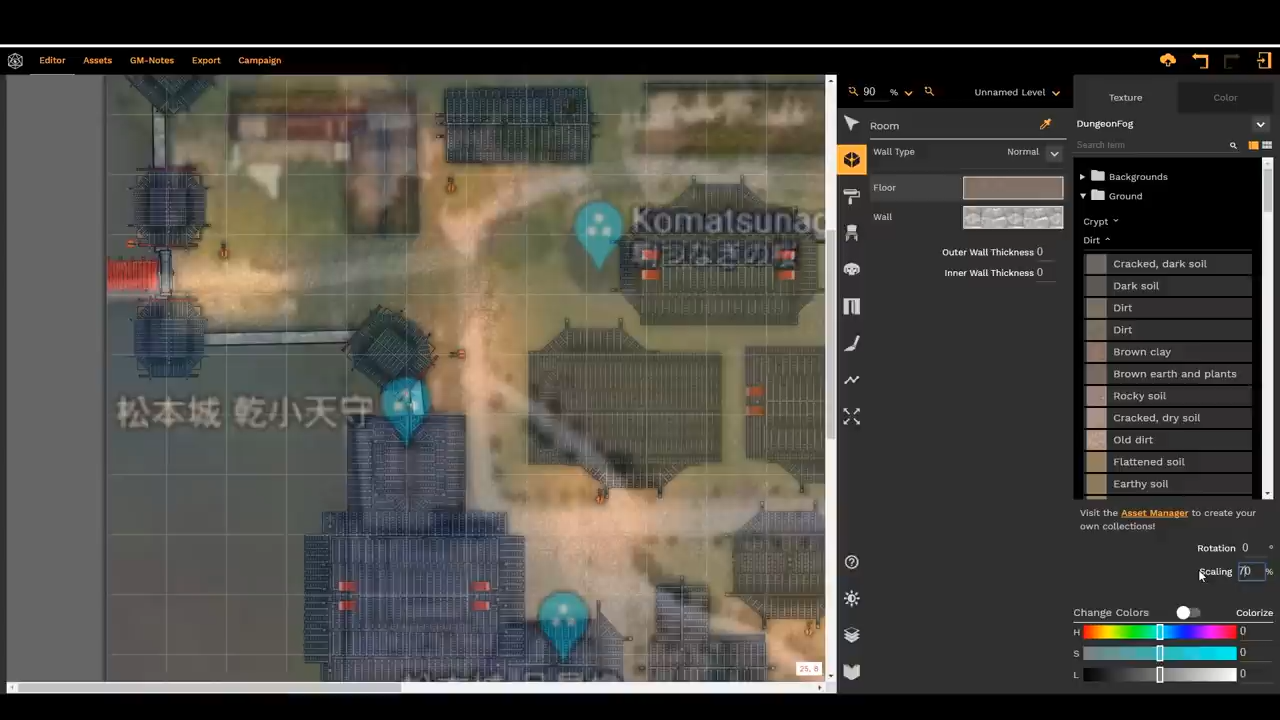 Editor Assets GM-Notes Export Campaign
90 % Unnamed Level
Room
Wall Type Normal
Floor
Wall
Outer Wall Thickness 0
Inner Wall Thickness 0
Texture Color
DungeonFog
Search term
Backgrounds
Ground
Crypt
Dirt
Cracked, dark soil
Dark soil
Dirt
Dirt
Brown clay
Brown earth and plants
Rocky soil
Cracked, dry soil
Old dirt
Flattened soil
Earthy soil
Visit the Asset Manager to create your
own collections!
Rotation 0 °
Scaling 70 %
Change Colors Colorize
H 0
S 0
L 0
Komatsunag
松本城 乾小天守
25, 8